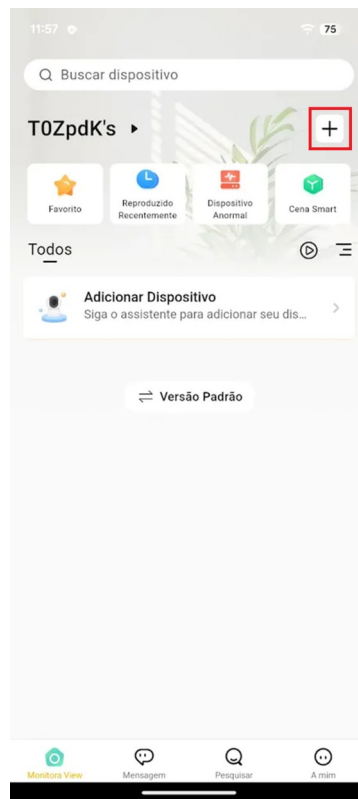 11:57
75
Buscar dispositivo
T0ZpdK's
Favorito
Reproduzido
Recentemente
Dispositivo
Anormal
Cena Smart
Todos
Adicionar Dispositivo
Siga o assistente para adicionar seu dis...
Versão Padrão
Monitora View
Mensagem
Pesquisar
A mim